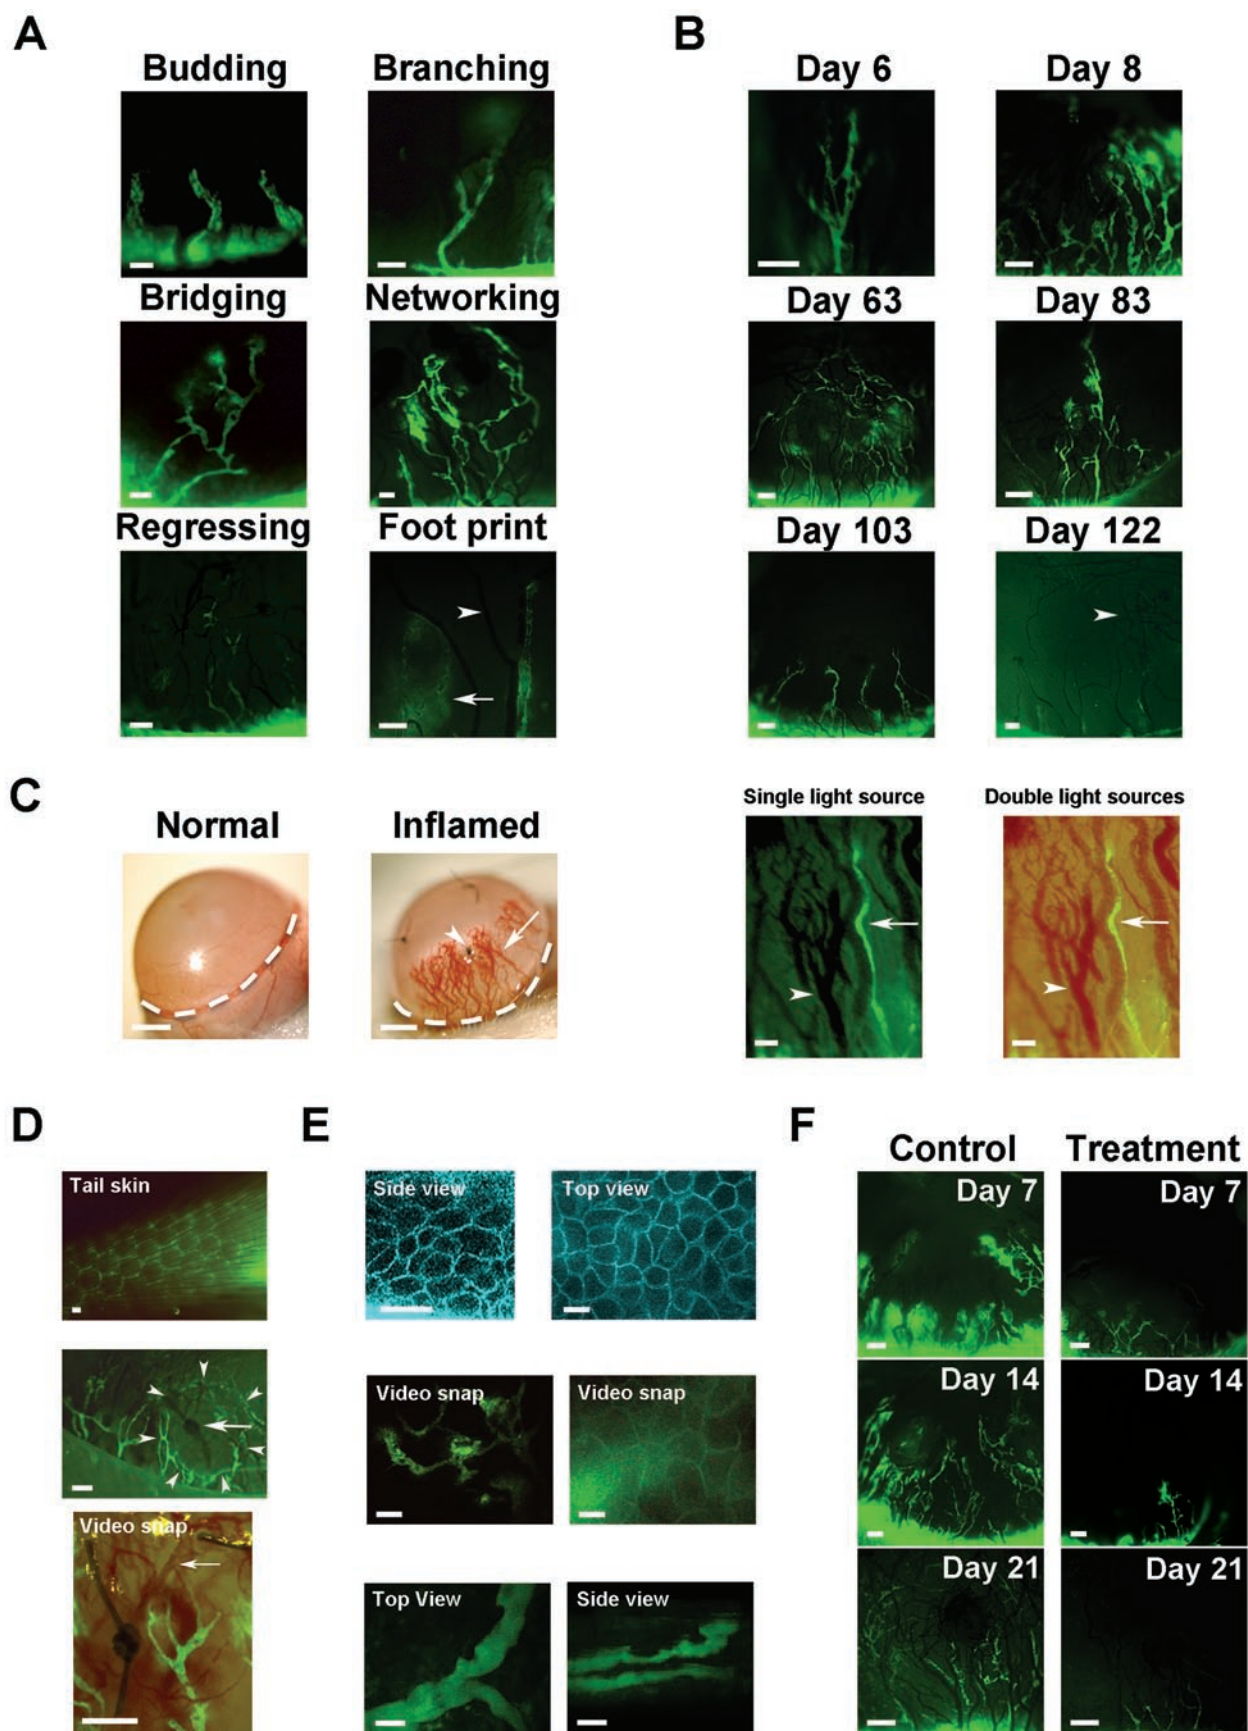 A
B
Budding
Branching
Day 6
Day 8
Bridging
Networking
Day 63
Day 83
Regressing
Foot print
Day 103
Day 122
C
Normal
Inflamed
Single light source
Double light sources
D
E
F
Tail skin
Video snap
Side view
Top view
Video snap
Video snap
Top View
Side view
Control
Treatment
Day 7
Day 7
Day 14
Day 14
Day 21
Day 21